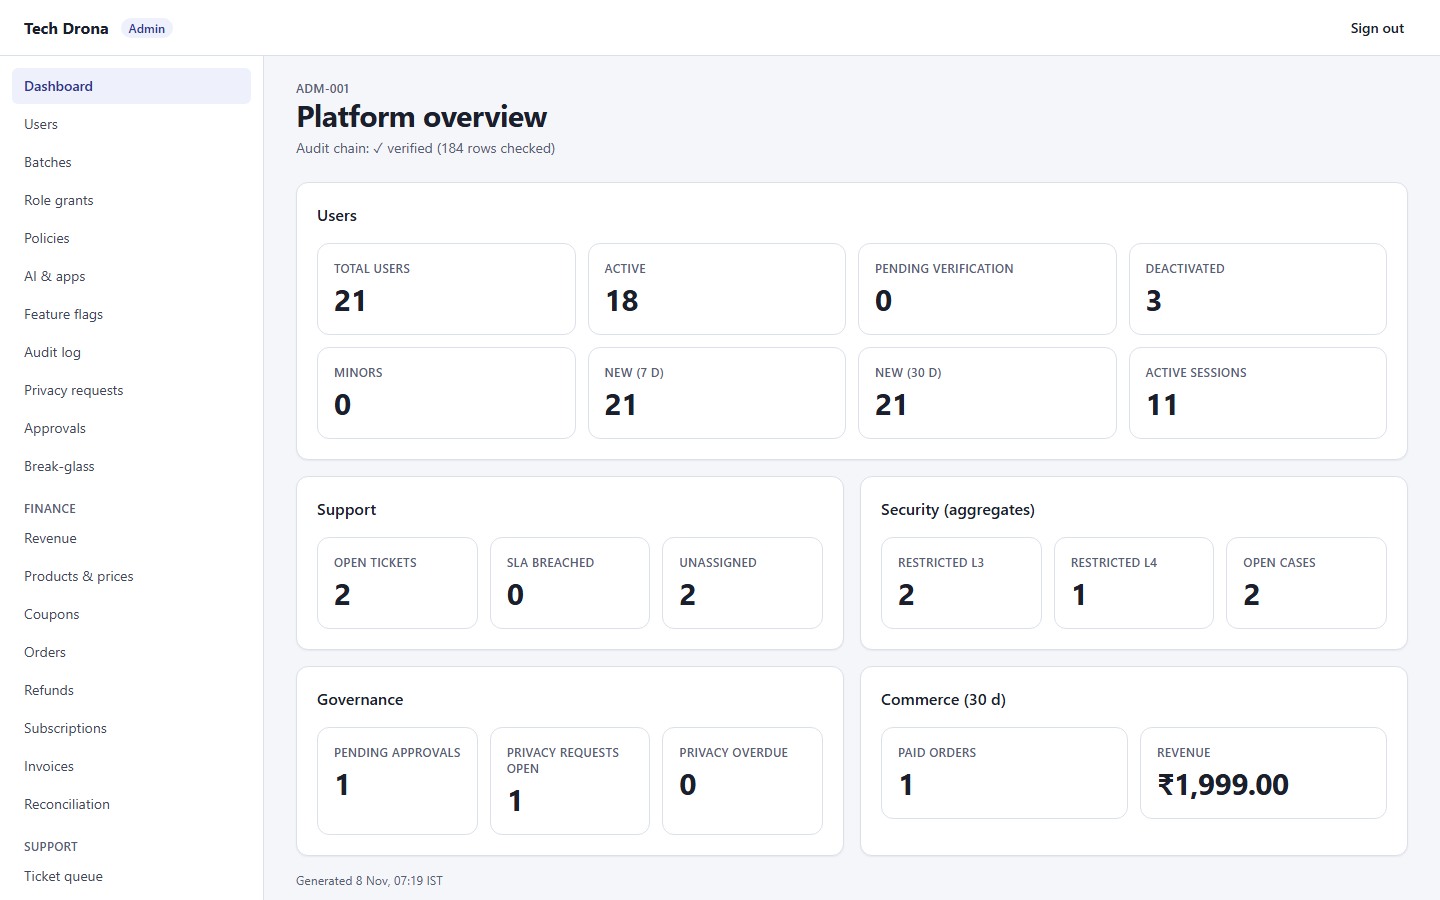 Tech Drona Admin Sign out
Dashboard
Users
Batches
Role grants
Policies
AI & apps
Feature flags
Audit log
Privacy requests
Approvals
Break-glass
FINANCE
Revenue
Products & prices
Coupons
Orders
Refunds
Subscriptions
Invoices
Reconciliation
SUPPORT
Ticket queue
ADM-001
Platform overview
Audit chain: ✓ verified (184 rows checked)
Users
TOTAL USERS
21
ACTIVE
18
PENDING VERIFICATION
0
DEACTIVATED
3
MINORS
0
NEW (7 D)
21
NEW (30 D)
21
ACTIVE SESSIONS
11
Support
OPEN TICKETS
2
SLA BREACHED
0
UNASSIGNED
2
Security (aggregates)
RESTRICTED L3
2
RESTRICTED L4
1
OPEN CASES
2
Governance
PENDING APPROVALS
1
PRIVACY REQUESTS
OPEN
1
PRIVACY OVERDUE
0
Commerce (30 d)
PAID ORDERS
1
REVENUE
₹1,999.00
Generated 8 Nov, 07:19 IST